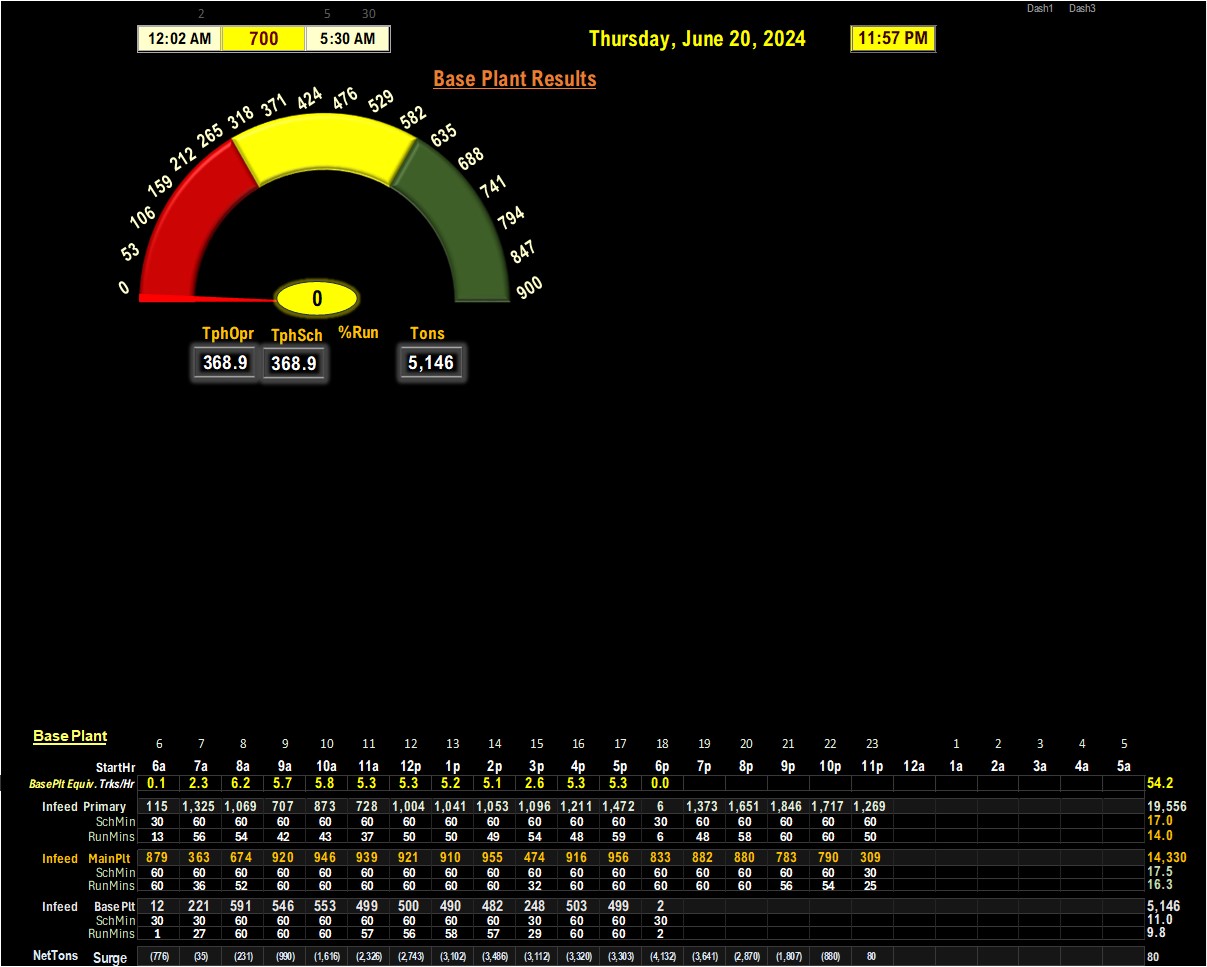 2 5 30 Dash1 Dash3
12:02 AM 700 5:30 AM Thursday, June 20, 2024 11:57 PM
Base Plant Results
0 53 106 159 212 265 318 371 424 476 529 582 635 688 741 794 847 900
0
TphOpr TphSch %Run Tons
368.9 368.9 5,146
Base Plant
6 7 8 9 10 11 12 13 14 15 16 17 18 19 20 21 22 23 1 2 3 4 5
StartHr 6a 7a 8a 9a 10a 11a 12p 1p 2p 3p 4p 5p 6p 7p 8p 9p 10p 11p 12a 1a 2a 3a 4a 5a
BasePlt Equiv. Trks/Hr 0.1 2.3 6.2 5.7 5.8 5.3 5.3 5.2 5.1 2.6 5.3 5.3 0.0 54.2
Infeed Primary 115 1,325 1,069 707 873 728 1,004 1,041 1,053 1,096 1,211 1,472 6 1,373 1,651 1,846 1,717 1,269 19,556
SchMin 30 60 60 60 60 60 60 60 60 60 60 60 30 60 60 60 60 60 17.0
RunMins 13 56 54 42 43 37 50 50 49 54 48 59 6 48 58 60 60 50 14.0
Infeed MainPlt 879 363 674 920 946 939 921 910 955 474 916 956 833 882 880 783 790 309 14,330
SchMin 60 60 60 60 60 60 60 60 60 60 60 60 60 60 60 60 60 30 17.5
RunMins 60 36 52 60 60 60 60 60 60 32 60 60 60 60 60 56 54 25 16.3
Infeed BasePlt 12 221 591 546 553 499 500 490 482 248 503 499 2 5,146
SchMin 30 30 60 60 60 60 60 60 60 30 60 60 30 11.0
RunMins 1 27 60 60 60 57 56 58 57 29 60 60 2 9.8
NetTons Surge (776) (35) (231) (990) (1,616) (2,326) (2,743) (3,102) (3,486) (3,112) (3,320) (3,303) (4,132) (3,641) (2,870) (1,807) (880) 80 80